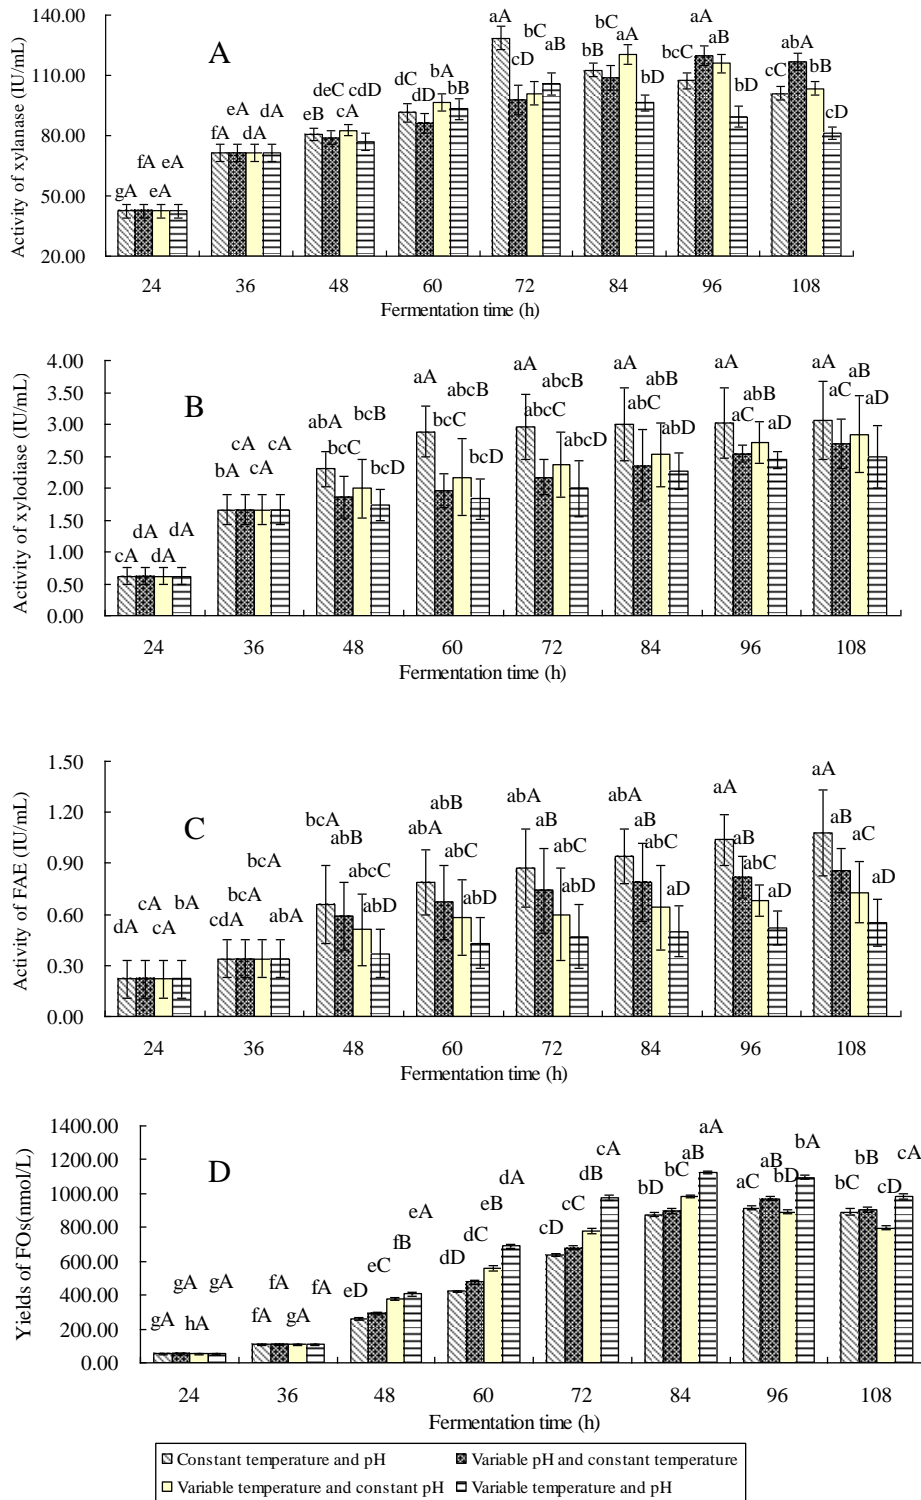 A
Activity of xylanase (IU/mL)
140.00
110.00
80.00
50.00
20.00
gA fA eA eA
fA eA dA dA
eB deC cA cdD
dC dD bA bB
aA cD bC aB
bB bC aA bD
bcC aA aB bD
cC abA bB cD
24 36 48 60 72 84 96 108
Fermentation time (h)
B
Activity of xylodiase (IU/mL)
4.00
3.50
3.00
2.50
2.00
1.50
1.00
0.50
0.00
cA dA dA dA
bA cA cA cA
abA bcC bcB bcD
aA bcC abcB bcD
aA abcC abcB abcD
aA abC abB abD
aA aC abB aD
aA aC aB aD
24 36 48 60 72 84 96 108
Fermentation time (h)
C
Activity of FAE (IU/mL)
1.50
1.20
0.90
0.60
0.30
0.00
dA cA cA bA
cdA bcA bcA abA
bcA abB abcC abD
abA abB abC abD
abA aB abC abD
abA aB abC aD
aA aB abC aD
aA aB aC aD
24 36 48 60 72 84 96 108
Fermentation time (h)
D
Yields of FOs(nmol/L)
1400.00
1200.00
1000.00
800.00
600.00
400.00
200.00
0.00
gA gA hA gA
fA fA gA fA
eD eC fB eA
dD dC eB dA
cD cC dB cA
bD bC aB aA
aC aB bD bA
bC bB cD cA
24 36 48 60 72 84 96 108
Fermentation time (h)
Constant temperature and pH
Variable pH and constant temperature
Variable temperature and constant pH
Variable temperature and pH